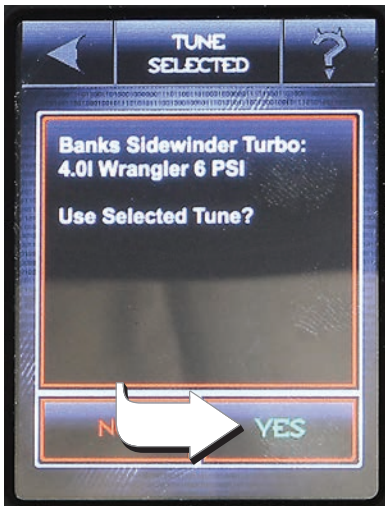 TUNE
SELECTED
Banks Sidewinder Turbo:
4.0l Wrangler 6 PSI
Use Selected Tune?
YES